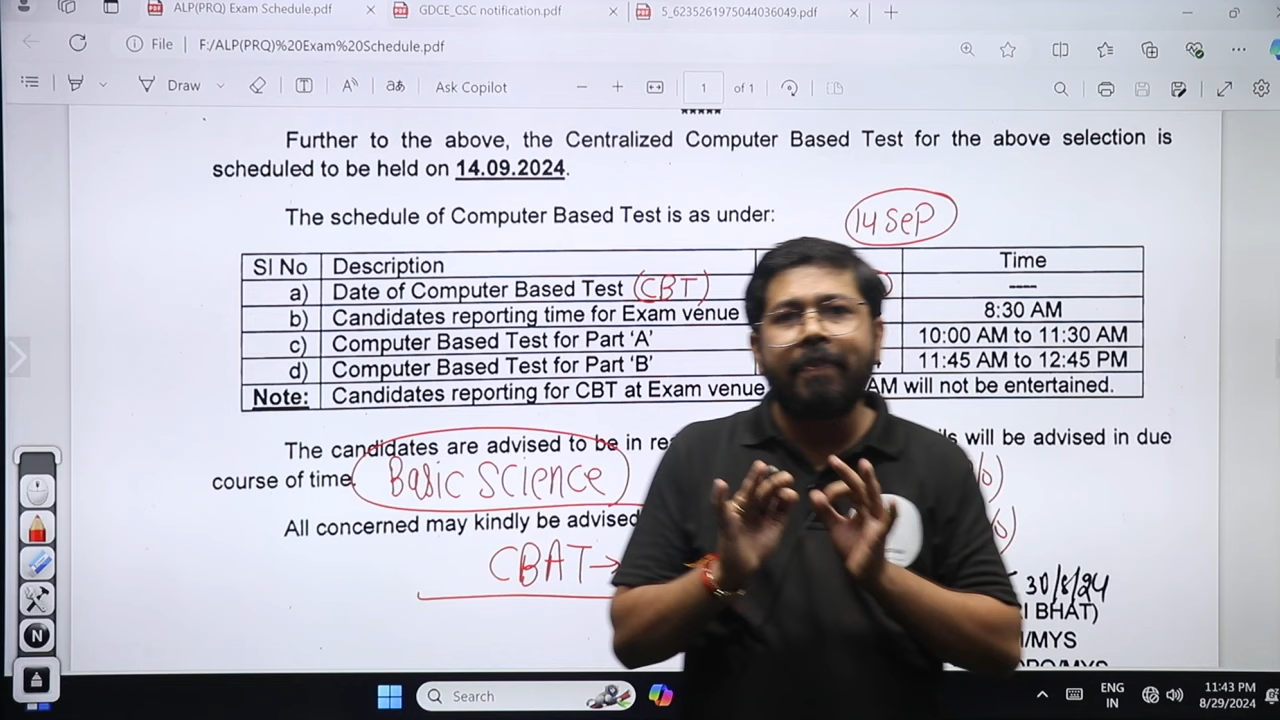 ALP(PRQ) Exam Schedule.pdf
GDCE_CSC notification.pdf
5_6235261975044036049.pdf
File
F:/ALP(PRQ)%20Exam%20Schedule.pdf
Draw
aあ
Ask Copilot
1
of 1
*****
Further to the above, the Centralized Computer Based Test for the above selection is
scheduled to be held on 14.09.2024.
The schedule of Computer Based Test is as under:
14 Sep
Sl No Description Time
a) Date of Computer Based Test (CBT) ----
b) Candidates reporting time for Exam venue 8:30 AM
c) Computer Based Test for Part ‘A’ 10:00 AM to 11:30 AM
d) Computer Based Test for Part ‘B’ 11:45 AM to 12:45 PM
Note: Candidates reporting for CBT at Exam venue AM will not be entertained.
The candidates are advised to be in will be advised in due
course of time.
Basic Science
All concerned may kindly be advised
CBAT→
30/8/24
BHAT)
/MYS
Search
N
ENG
IN
11:43 PM
8/29/2024